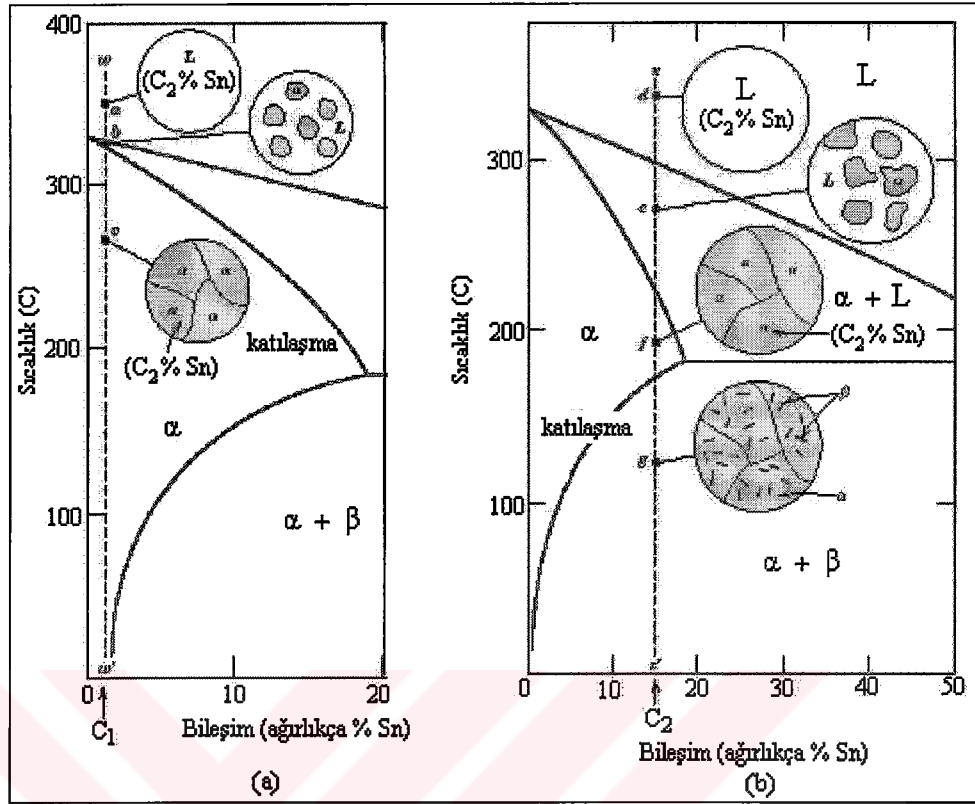 400
300
200
100
Sıcaklık (C)
w
a
b
c
L
(C₂% Sn)
α
L
α
α
α
α
(C₂% Sn)
katılaşma
α
α + β
w'
0
10
20
C₁
Bileşim (ağırlıkça % Sn)
(a)
300
200
100
Sıcaklık (C)
x
d
e
f
g
L
(C₂% Sn)
L
L
α
α
α
α
α
α + L
(C₂% Sn)
α
katılaşma
β
α
α + β
x'
0
10
20
30
40
50
C₂
Bileşim (ağırlıkça % Sn)
(b)